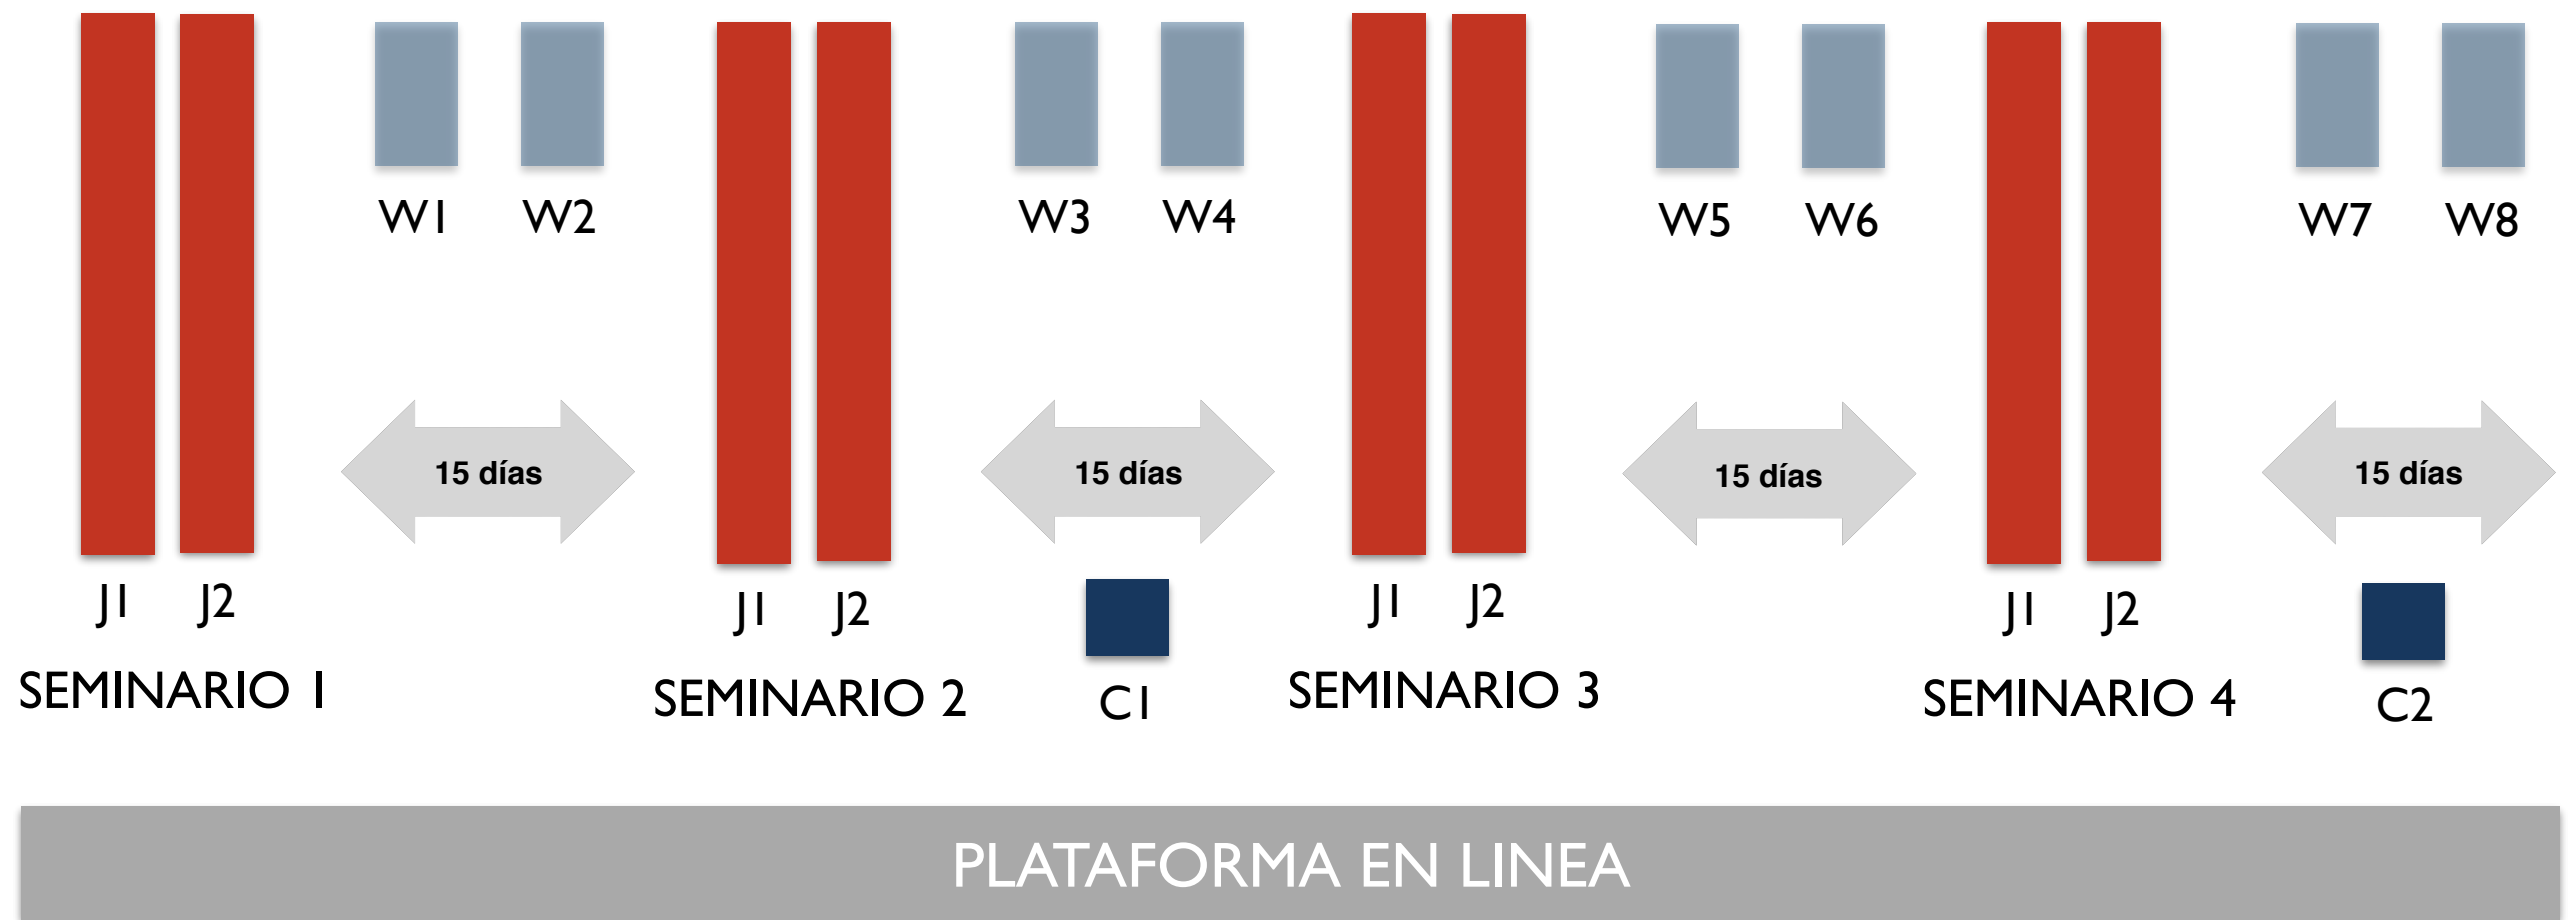 W1 W2 W3 W4 W5 W6 W7 W8
15 días 15 días 15 días 15 días
J1 J2 J1 J2 J1 J2 J1 J2
SEMINARIO 1 SEMINARIO 2 C1 SEMINARIO 3 SEMINARIO 4 C2
PLATAFORMA EN LINEA